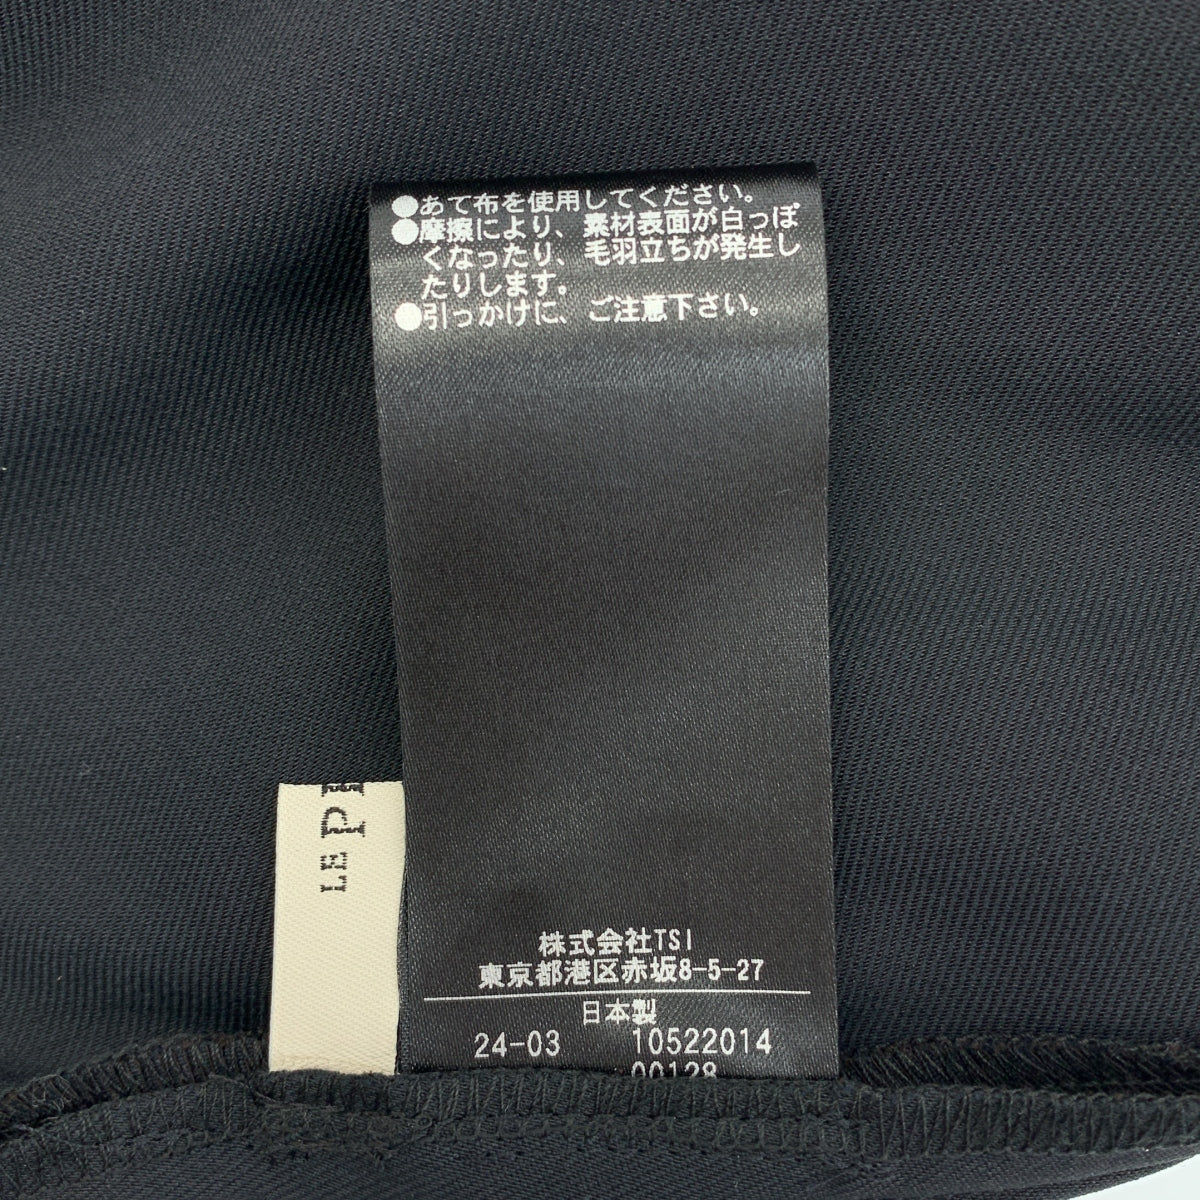 ●あて布を使用してください。
●摩擦により、素材表面が白っぽ
くなったり、毛羽立ちが発生し
たりします。
●引っかけに、ご注意下さい。
LE P
株式会社TSI
東京都港区赤坂8-5-27
日本製
24-03 10522014
00128